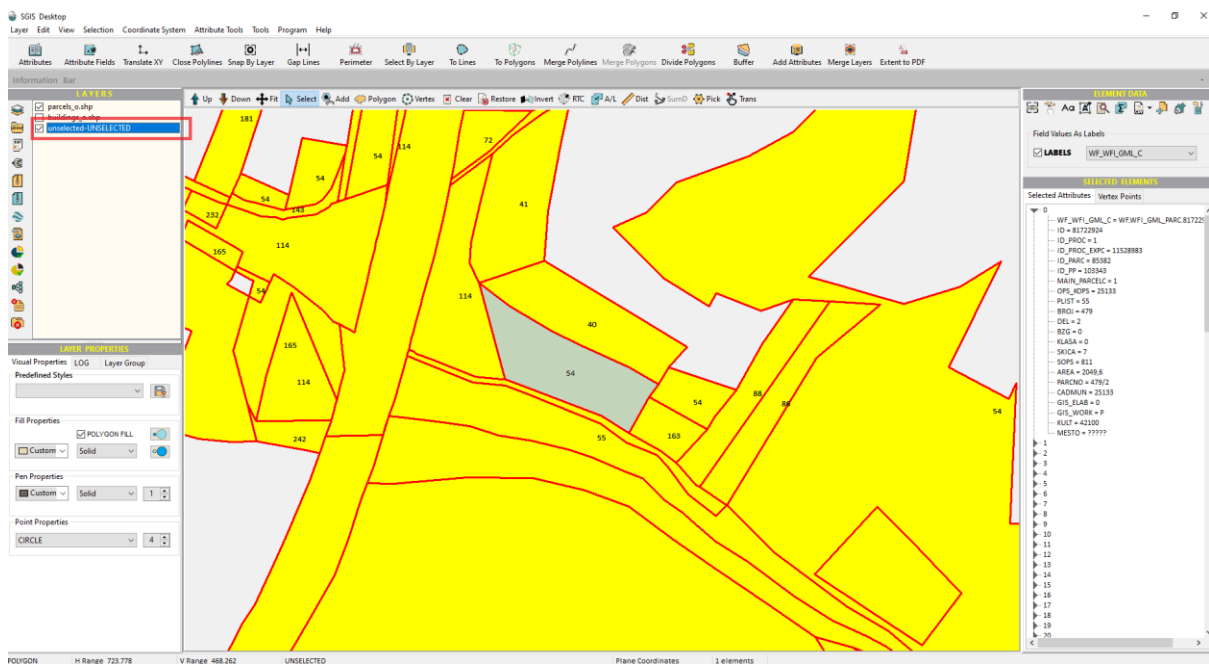 SGIS Desktop
Layer Edit View Selection Coordinate System Attribute Tools Tools Program Help
Attributes Attribute Fields Translate XY Close Polylines Snap By Layer Gap Lines Perimeter Select By Layer To Lines To Polygons Merge Polylines Merge Polygons Divide Polygons Buffer Add Attributes Merge Layers Extent to PDF
Information Bar
LAYERS
parcels_o.shp
buildings_o.shp
unselected-UNSELECTED
Up Down Fit Select Add Polygon Vertex Clear Restore Invert RTC A/L Dist SumD Pick Trans
181
54
114
72
54
54
143
232
41
114
165
54
114
165
40
114
54
54
88
86
54
242
55
163
LAYER PROPERTIES
Visual Properties LOG Layer Group
Predefined Styles
Fill Properties
POLYGON FILL
Custom Solid
Pen Properties
Custom Solid 1
Point Properties
CIRCLE 4
ELEMENT DATA
Field Values As Labels
LABELS WF_WFI_GML_C
SELECTED ELEMENTS
Selected Attributes Vertex Points
0
WF_WFI_GML_C = WF.WFI_GML_PARC.817229
ID = 81722924
ID_PROC = 1
ID_PROC_EXPC = 11528983
ID_PARC = 85382
ID_PP = 103343
MAIN_PARCELC = 1
OPS_KOPS = 25133
PLIST = 55
BROJ = 479
DEL = 2
BZG = 0
KLASA = 0
SKICA = 7
SOPS = 811
AREA = 2049,6
PARCNO = 479/2
CADMUN = 25133
GIS_ELAB = 0
GIS_WORK = P
KULT = 42100
MESTO = ?????
1
2
3
4
5
6
7
8
9
10
11
12
13
14
15
16
17
18
19
20
POLYGON H Range 723.778 V Range 468.262 UNSELECTED Plane Coordinates 1 elements